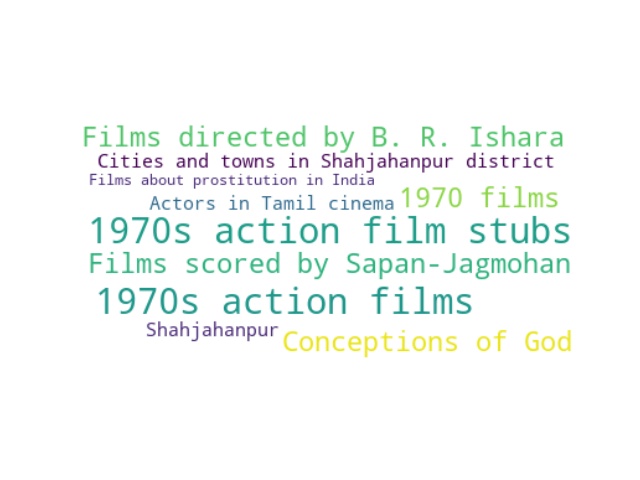 Films directed by B. R. Ishara
Cities and towns in Shahjahanpur district
Films about prostitution in India
Actors in Tamil cinema
1970 films
1970s action film stubs
Films scored by Sapan-Jagmohan
1970s action films
Shahjahanpur
Conceptions of God